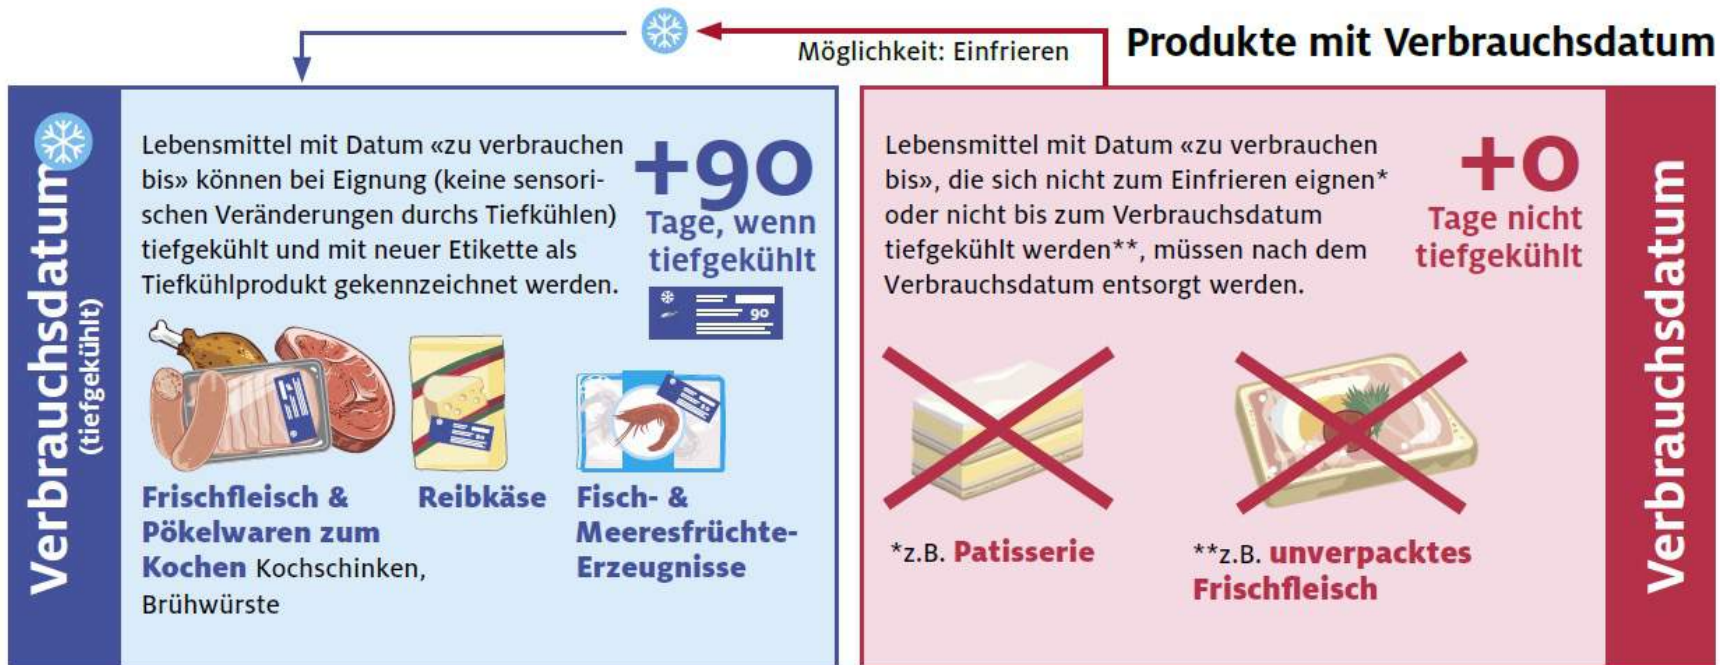 Möglichkeit: Einfrieren
Produkte mit Verbrauchsdatum
Verbrauchsdatum
(tiefgekühlt)
Lebensmittel mit Datum «zu verbrauchen
bis» können bei Eignung (keine sensori-
schen Veränderungen durchs Tiefkühlen)
tiefgekühlt und mit neuer Etikette als
Tiefkühlprodukt gekennzeichnet werden.
+90
Tage, wenn
tiefgekühlt
90
Frischfleisch &
Pökelwaren zum
Kochen Kochschinken,
Brühwürste
Reibkäse
Fisch- &
Meeresfrüchte-
Erzeugnisse
Lebensmittel mit Datum «zu verbrauchen
bis», die sich nicht zum Einfrieren eignen*
oder nicht bis zum Verbrauchsdatum
tiefgekühlt werden**, müssen nach dem
Verbrauchsdatum entsorgt werden.
+0
Tage nicht
tiefgekühlt
*z.B. Patisserie
**z.B. unverpacktes
Frischfleisch
Verbrauchsdatum